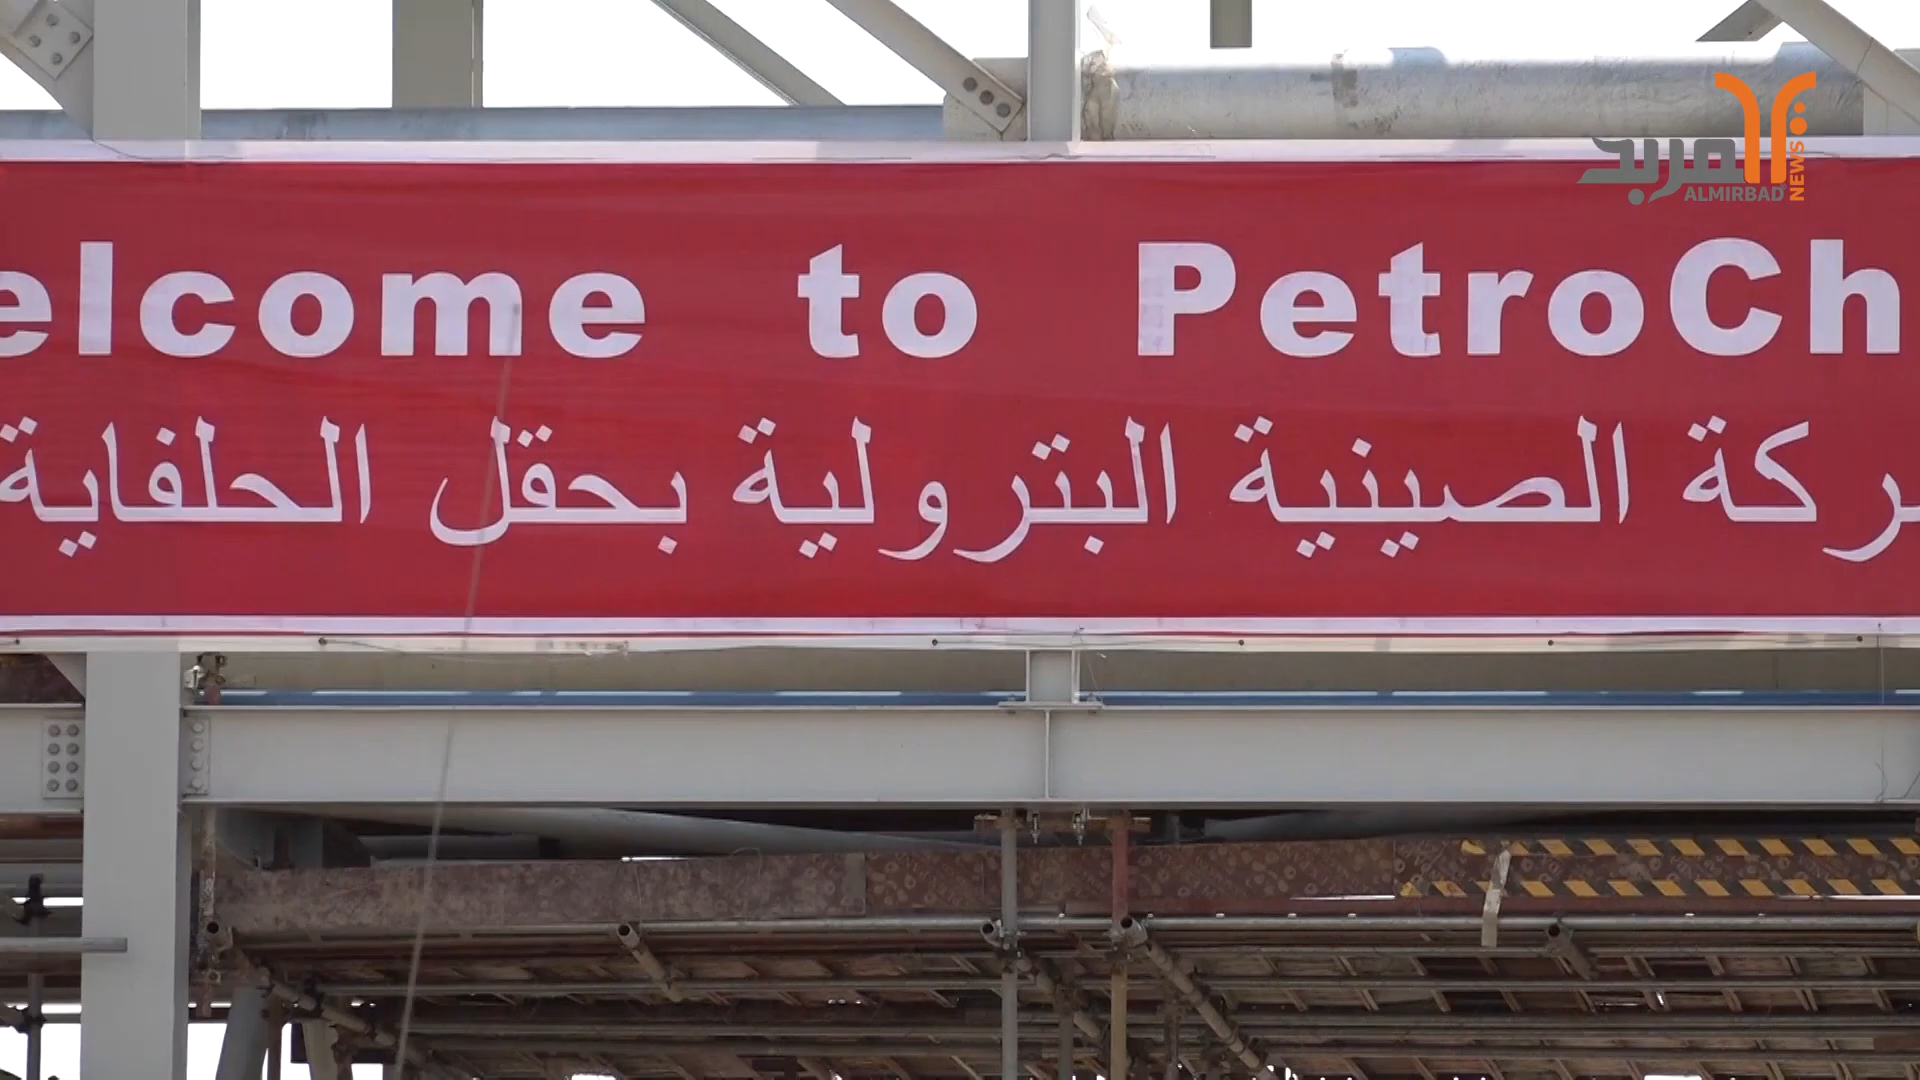 المربد
ALMIRBAD
NEWS
elcome to PetroCh
ركة الصينية البترولية بحقل الحلفاية